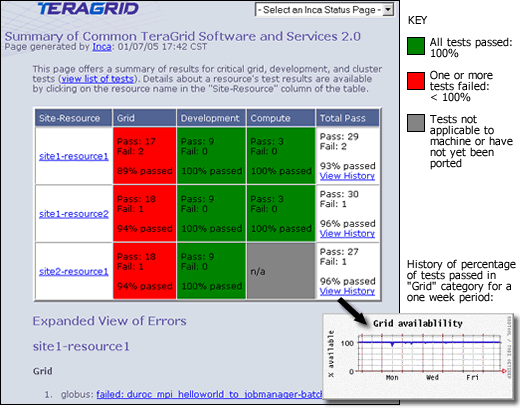 TERAGRID
- Select an Inca Status Page -
Summary of Common TeraGrid Software and Services 2.0
Page generated by Inca: 01/07/05 17:42 CST
This page offers a summary of results for critical grid, development, and cluster
tests (view list of tests). Details about a resource's test results are available
by clicking on the resource name in the "Site-Resource" column of the table.
Site-Resource Grid Development Compute Total Pass
site1-resource1
Pass: 17
Fail: 2
89% passed
Pass: 9
Fail: 0
100% passed
Pass: 3
Fail: 0
100% passed
Pass: 29
Fail: 2
93% passed
View History
site1-resource2
Pass: 18
Fail: 1
94% passed
Pass: 9
Fail: 0
100% passed
Pass: 3
Fail: 0
100% passed
Pass: 30
Fail: 1
96% passed
View History
site2-resource1
Pass: 18
Fail: 1
94% passed
Pass: 9
Fail: 0
100% passed
n/a
Pass: 27
Fail: 1
96% passed
View History
Expanded View of Errors
site1-resource1
Grid
1. globus: failed: duroc_mpi_helloworld_to_jobmanager-batch
KEY
All tests passed:
100%
One or more
tests failed:
< 100%
Tests not
applicable to
machine or have
not yet been
ported
History of percentage
of tests passed in
"Grid" category for a
one week period:
Grid availablility
% available
100
0
Mon Wed Fri